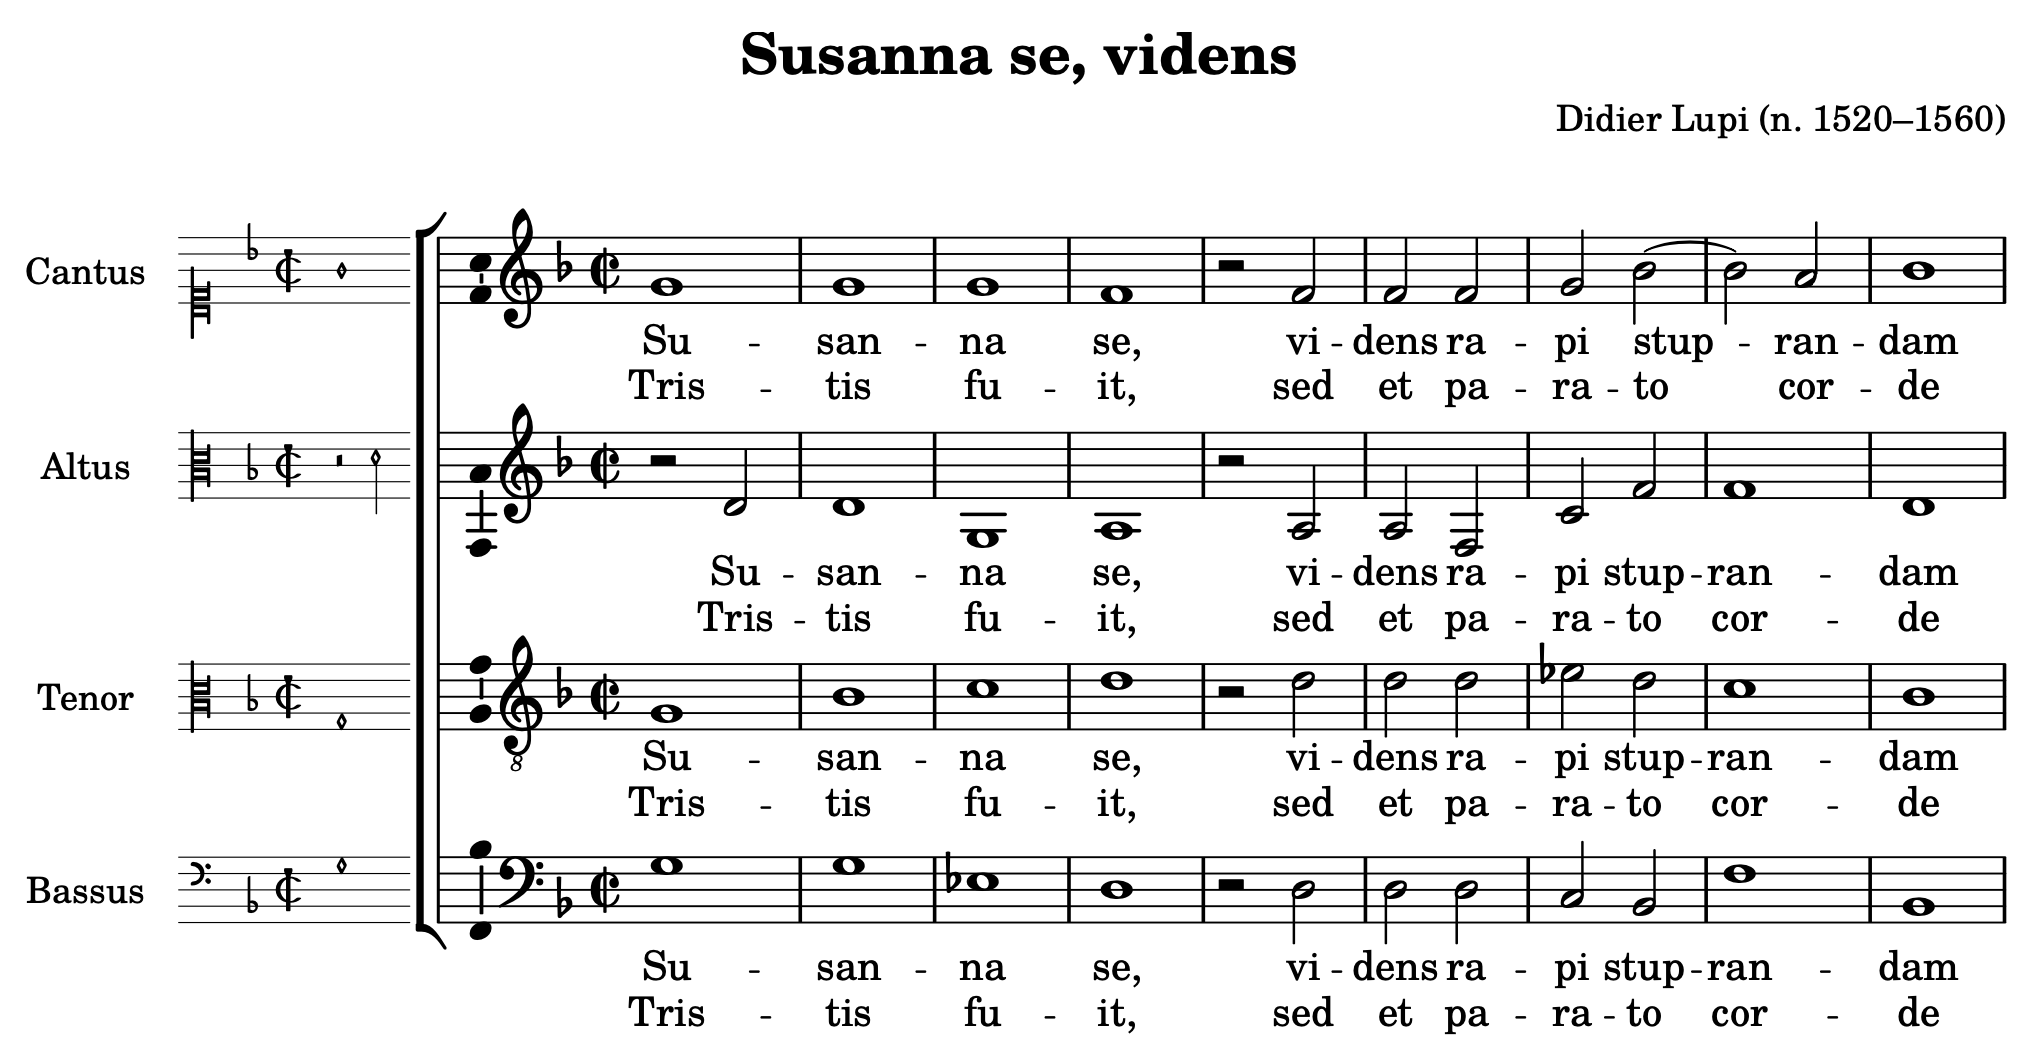 Susanna se, videns
Didier Lupi (n. 1520–1560)
Cantus
Su - san - na se, vi - dens ra - pi stup - ran - dam
Tris - tis fu - it, sed et pa - ra - to cor - de
Altus
Su - san - na se, vi - dens ra - pi stup - ran - dam
Tris - tis fu - it, sed et pa - ra - to cor - de
Tenor
8
Su - san - na se, vi - dens ra - pi stup - ran - dam
Tris - tis fu - it, sed et pa - ra - to cor - de
Bassus
Su - san - na se, vi - dens ra - pi stup - ran - dam
Tris - tis fu - it, sed et pa - ra - to cor - de